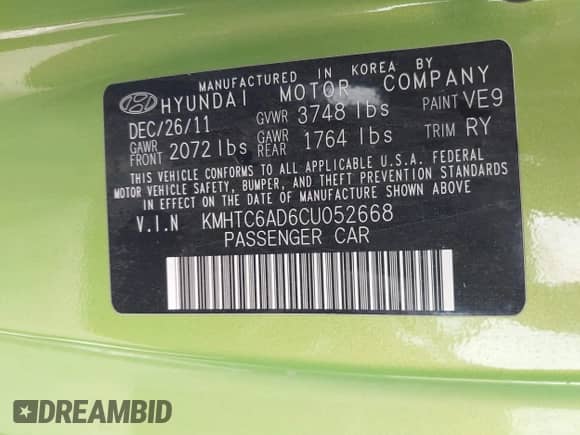 MANUFACTURED IN KOREA BY
HYUNDAI MOTOR COMPANY
DEC/26/11 GVWR 3748 lbs PAINT VE9
GAWR FRONT 2072 lbs GAWR REAR 1764 lbs TRIM RY
THIS VEHICLE CONFORMS TO ALL APPLICABLE U.S.A. FEDERAL
MOTOR VEHICLE SAFETY, BUMPER, AND THEFT PREVENTION STANDARDS
IN EFFECT ON THE DATE OF MANUFACTURE SHOWN ABOVE.
V.I.N KMHTC6AD6CU052668
PASSENGER CAR
DREAMBID